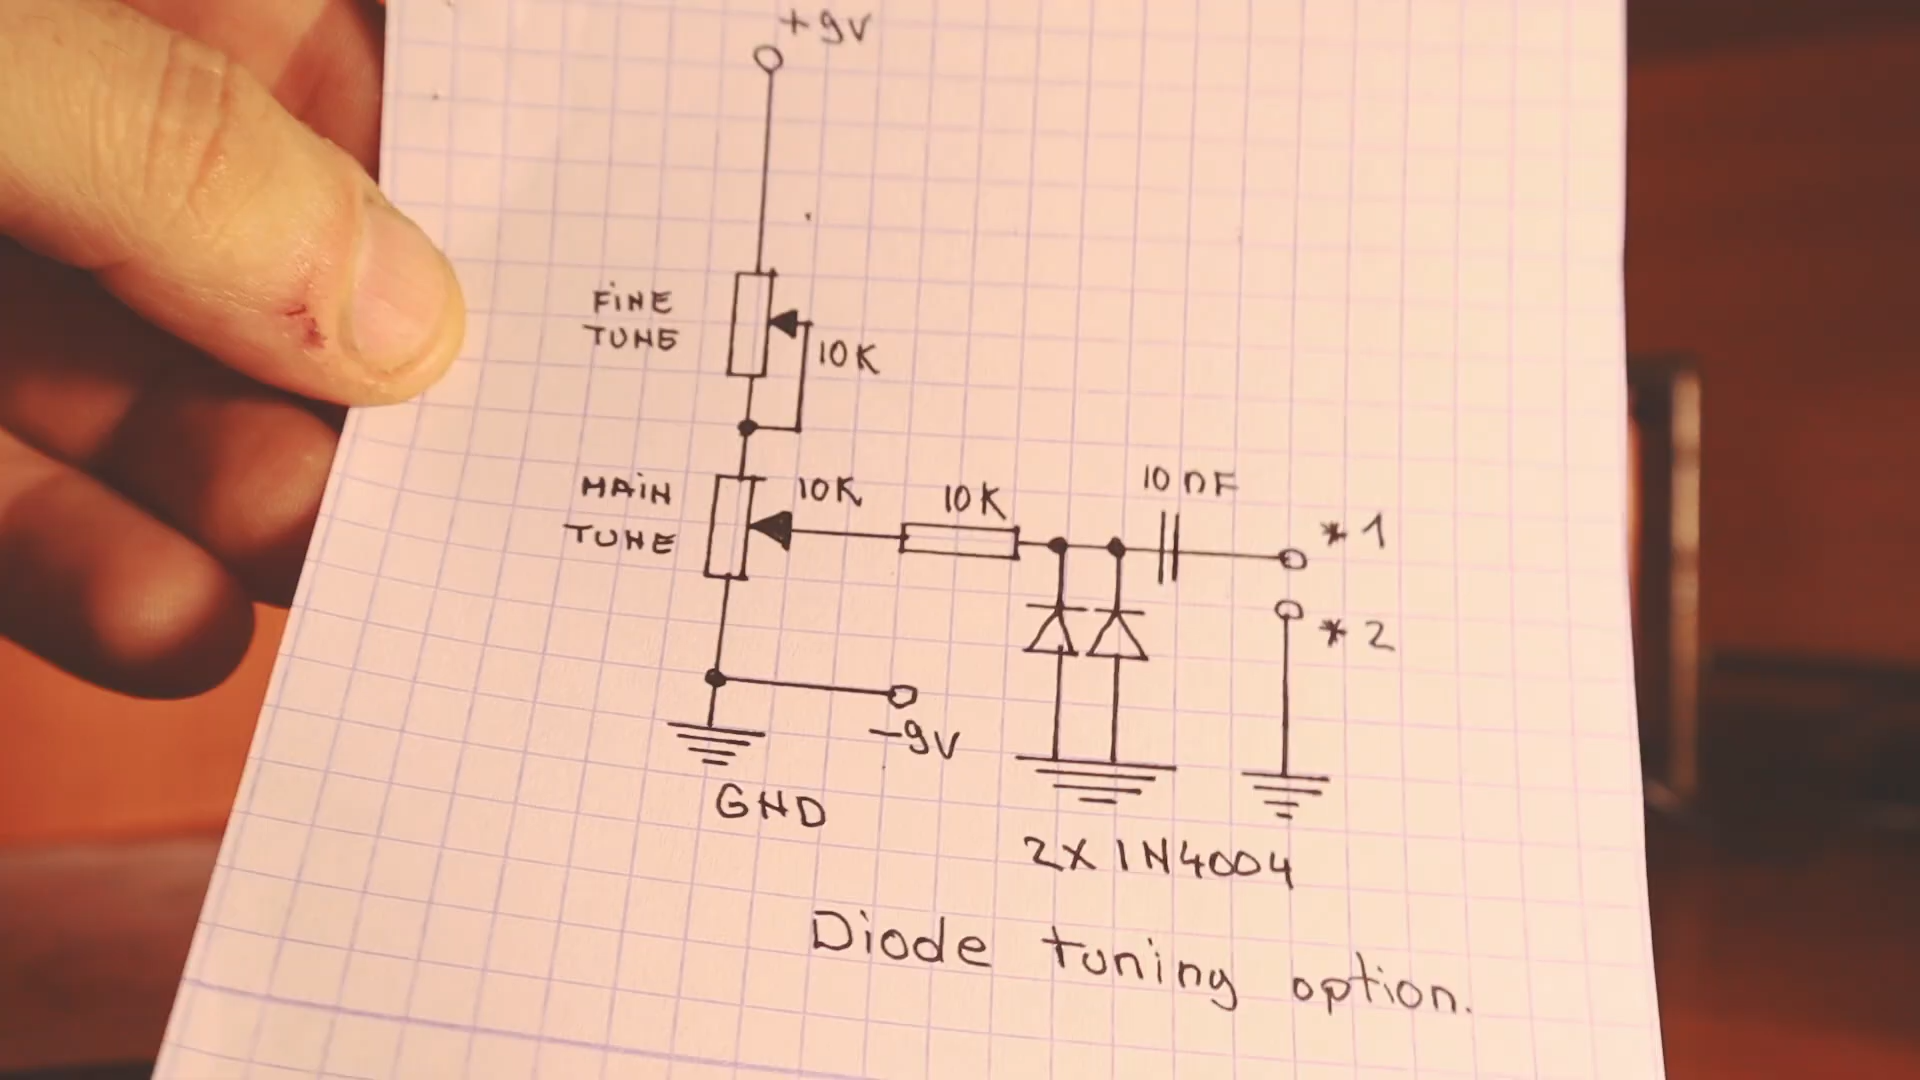 +9V
FiNE
TUNE
10K
MAiN
TUNE
10K
10K
10nF
*1
*2
-9V
GND
2X1N4004
Diode tuning option.